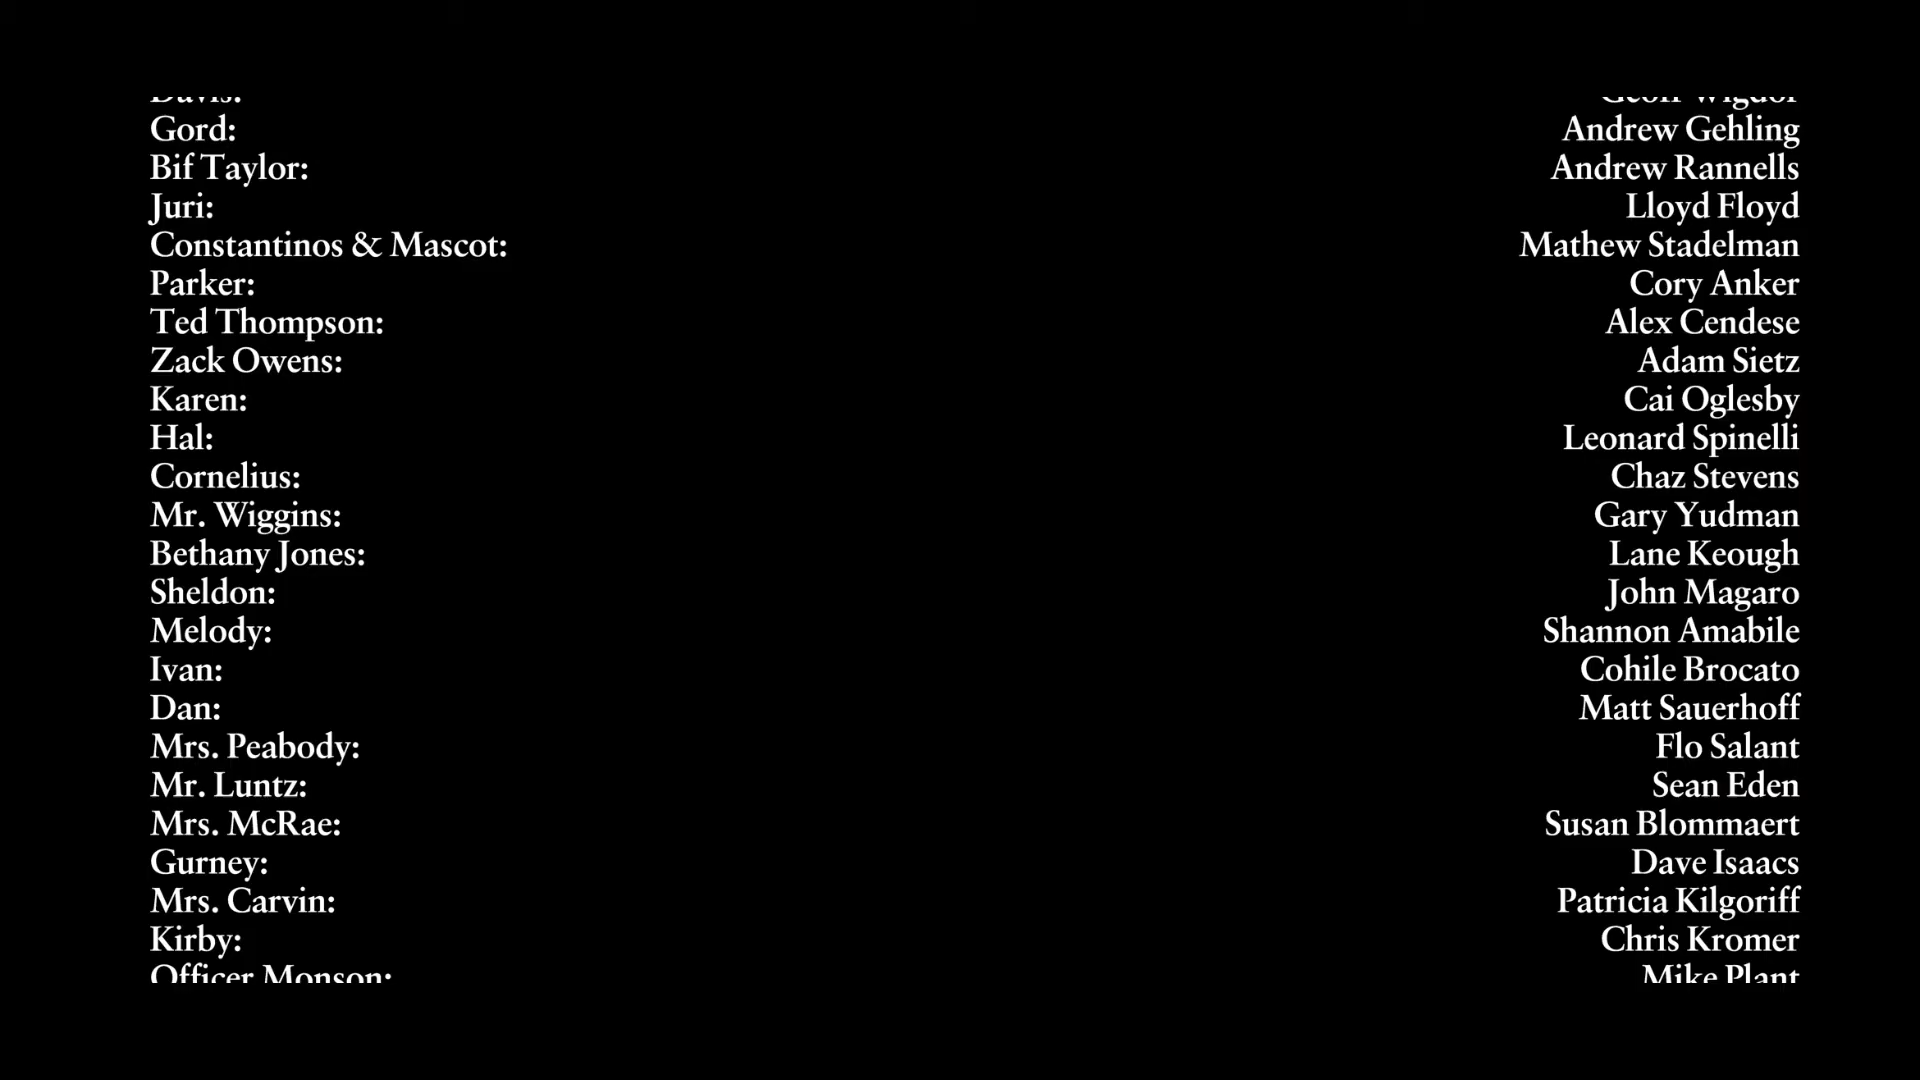 Davis: Geoff Wigdor
Gord: Andrew Gehling
Bif Taylor: Andrew Rannells
Juri: Lloyd Floyd
Constantinos & Mascot: Mathew Stadelman
Parker: Cory Anker
Ted Thompson: Alex Cendese
Zack Owens: Adam Sietz
Karen: Cai Oglesby
Hal: Leonard Spinelli
Cornelius: Chaz Stevens
Mr. Wiggins: Gary Yudman
Bethany Jones: Lane Keough
Sheldon: John Magaro
Melody: Shannon Amabile
Ivan: Cohile Brocato
Dan: Matt Sauerhoff
Mrs. Peabody: Flo Salant
Mr. Luntz: Sean Eden
Mrs. McRae: Susan Blommaert
Gurney: Dave Isaacs
Mrs. Carvin: Patricia Kilgoriff
Kirby: Chris Kromer
Officer Monson: Mike Plant